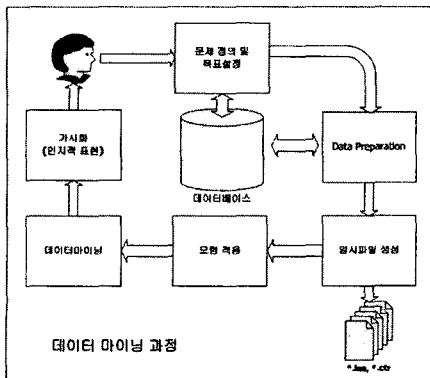 문제 정의 및
목표설정
가시화
(인지적 표현)
데이터베이스
Data Preparation
데이터마이닝
모형 적용
임시파일 생성
데이터 마이닝 과정